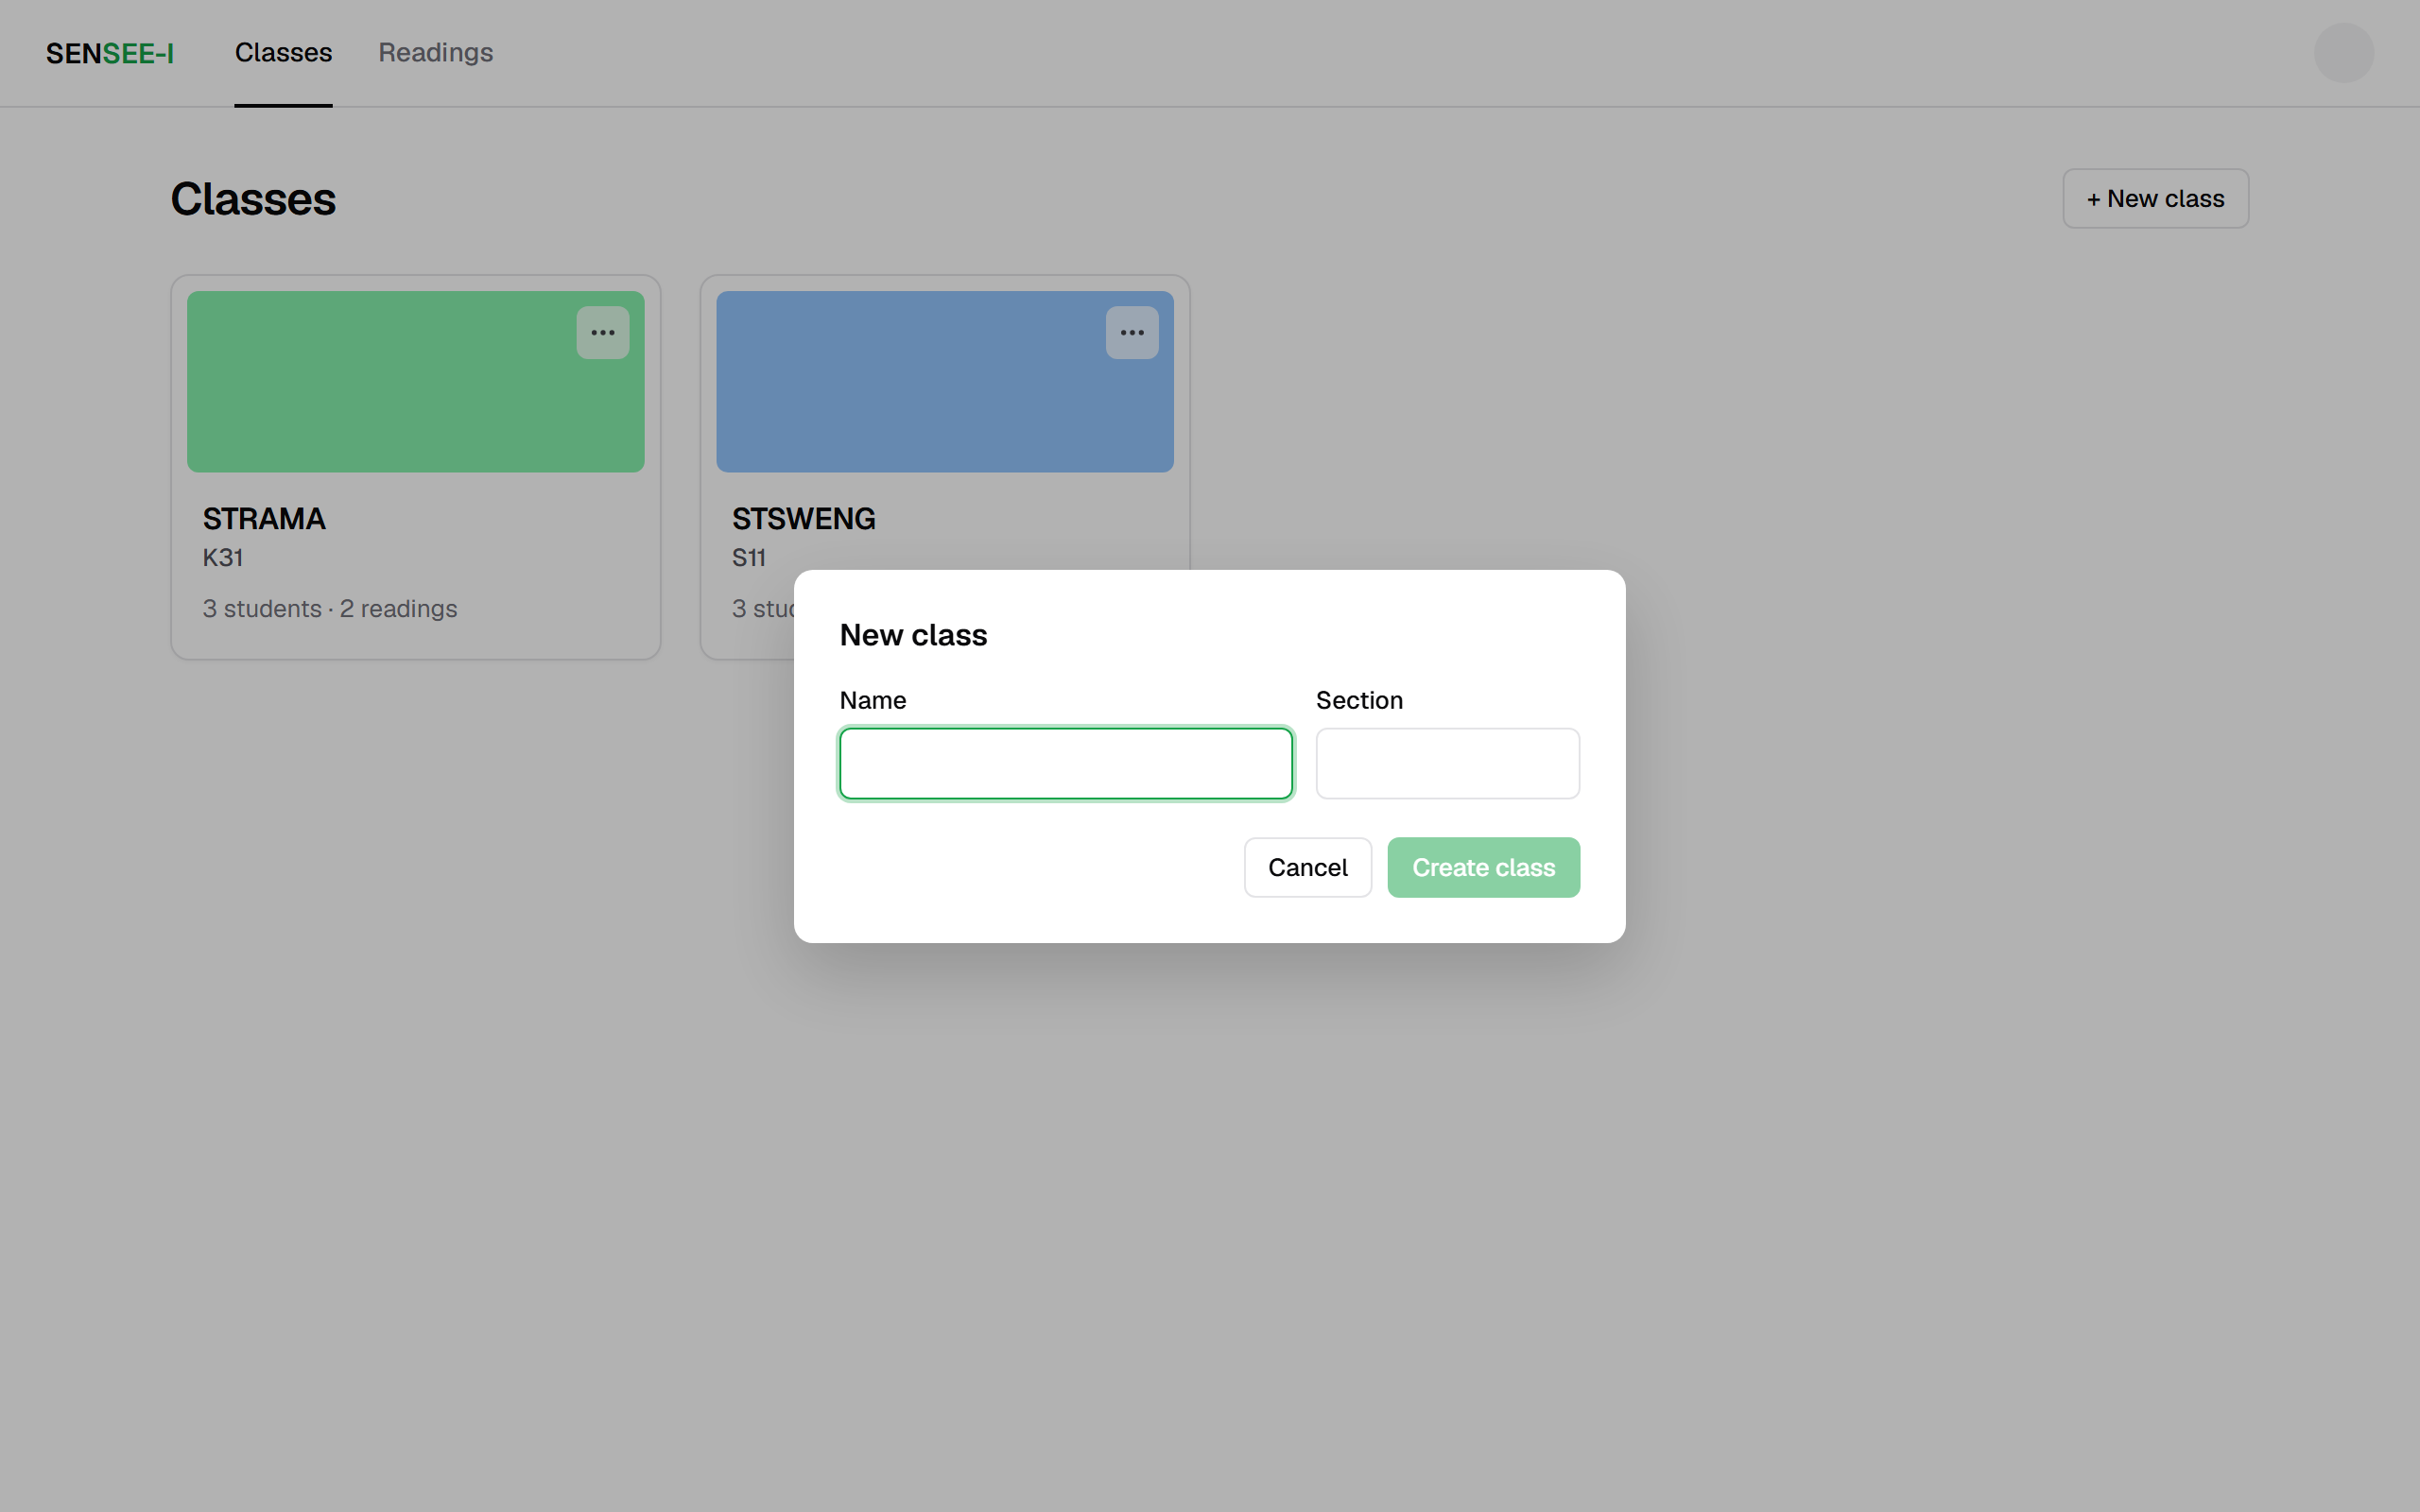 SENSEE-I Classes Readings
Classes
+ New class
STRAMA
K31
3 students · 2 readings
STSWENG
S11
3
New class
Name Section
Cancel Create class